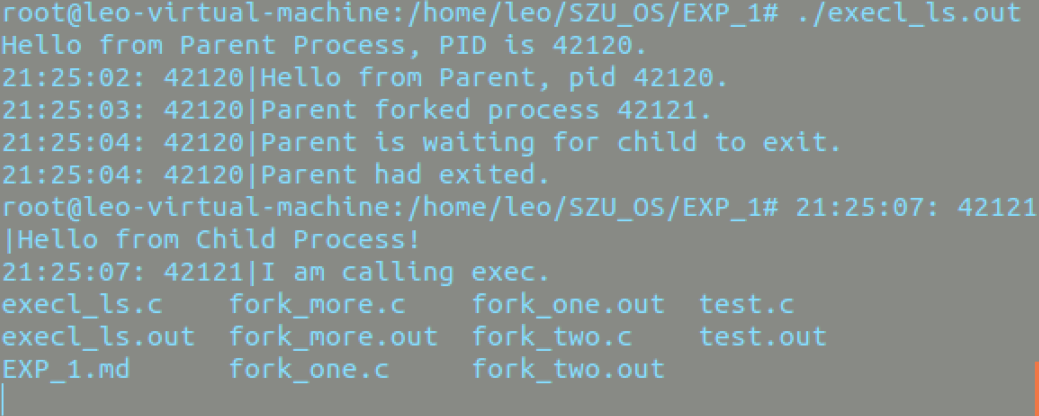 root@leo-virtual-machine:/home/leo/SZU_OS/EXP_1# ./execl_ls.out
Hello from Parent Process, PID is 42120.
21:25:02: 42120|Hello from Parent, pid 42120.
21:25:03: 42120|Parent forked process 42121.
21:25:04: 42120|Parent is waiting for child to exit.
21:25:04: 42120|Parent had exited.
root@leo-virtual-machine:/home/leo/SZU_OS/EXP_1# 21:25:07: 42121
|Hello from Child Process!
21:25:07: 42121|I am calling exec.
execl_ls.c    fork_more.c    fork_one.out  test.c
execl_ls.out  fork_more.out  fork_two.c    test.out
EXP_1.md      fork_one.c     fork_two.out